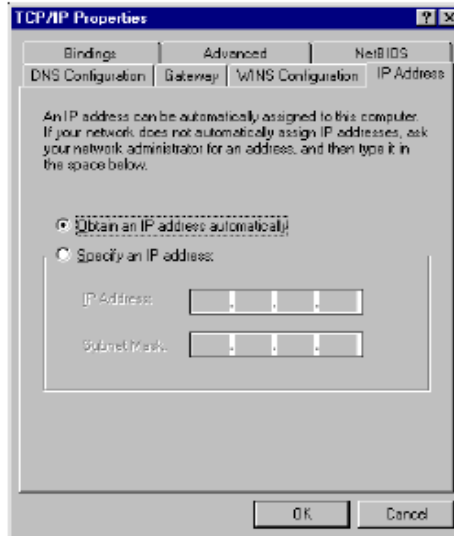 TCP/IP Properties
Bindings Advanced NetBIOS
DNS Configuration Gateway WINS Configuration IP Address
An IP address can be automatically assigned to this computer.
If your network does not automatically assign IP addresses, ask
your network administrator for an address, and then type it in
the space below.
Obtain an IP address automatically
Specify an IP address:
IP Address:
Subnet Mask:
OK Cancel